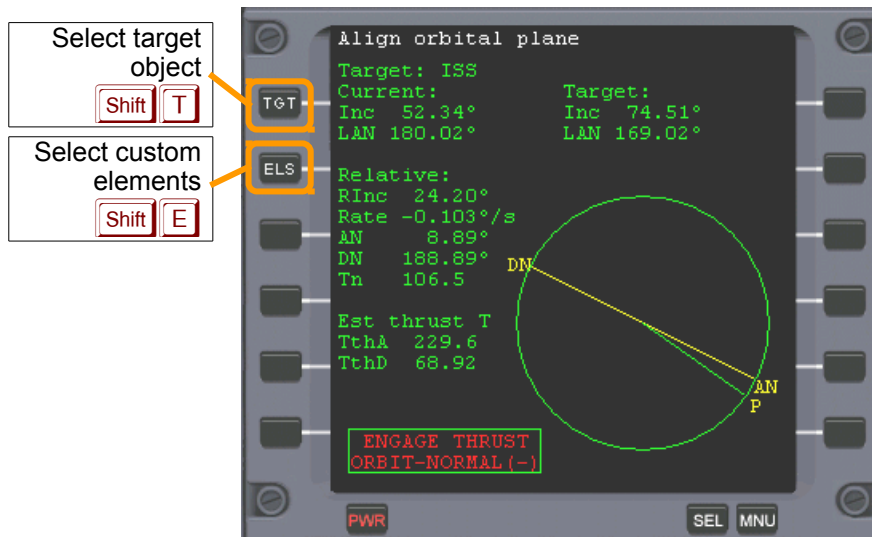 Select target
object
Shift T
Select custom
elements
Shift E
TGT
ELS
Align orbital plane
Target: ISS
Current: Target:
Inc 52.34° Inc 74.51°
LAN 180.02° LAN 169.02°
Relative:
RInc 24.20°
Rate -0.103°/s
AN 8.89°
DN 188.89°
Tn 106.5
Est thrust T
TthA 229.6
TthD 68.92
DN
AN
P
ENGAGE THRUST
ORBIT-NORMAL(-)
PWR SEL MNU